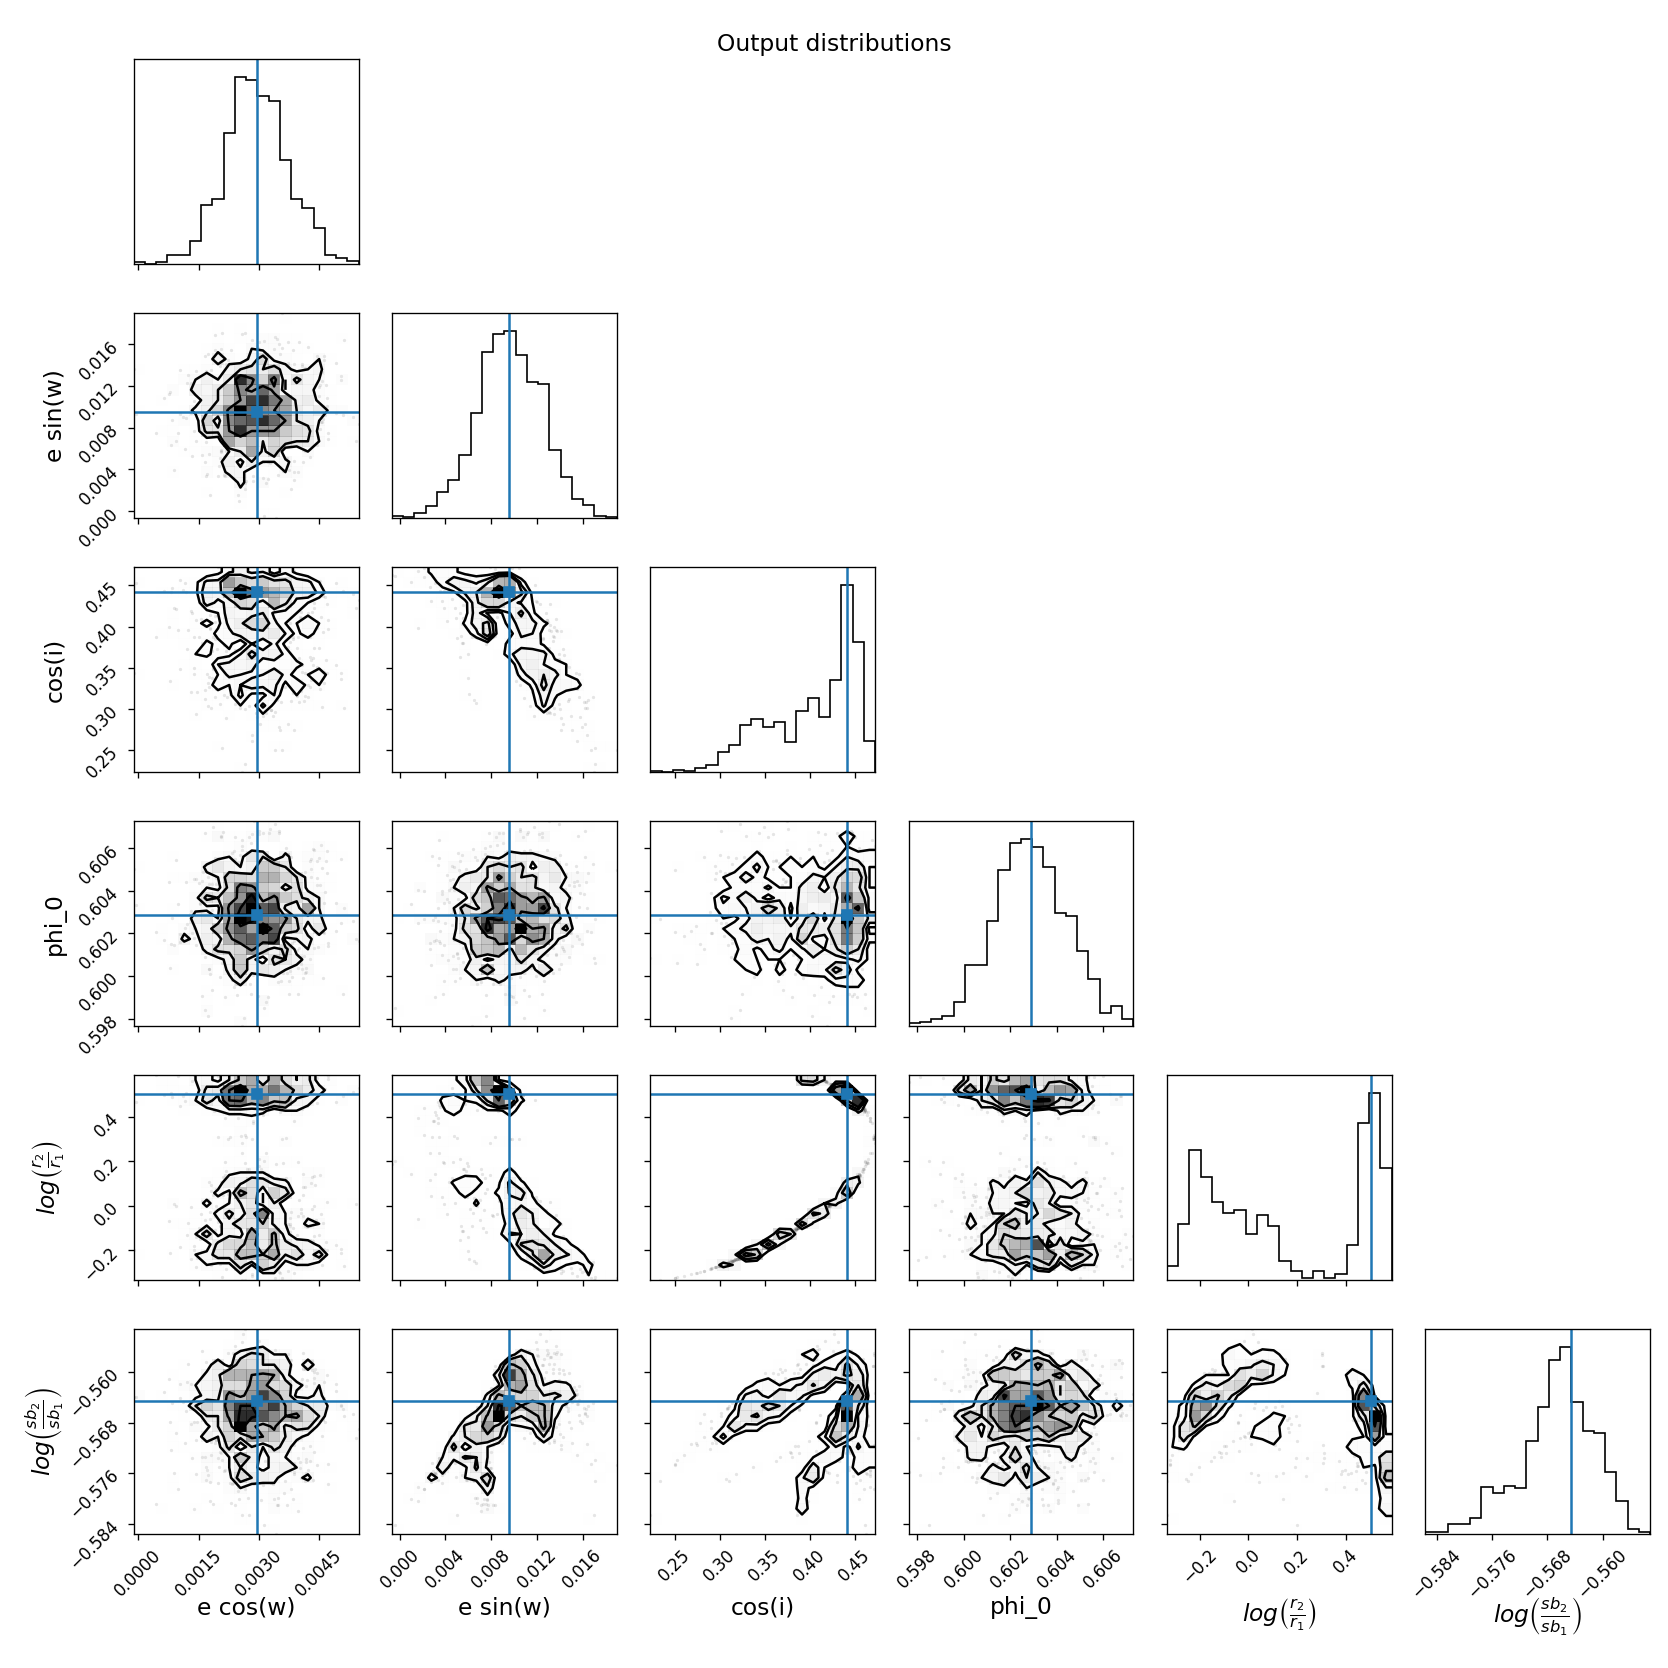 Output distributions
e sin(w)
0.016
0.012
0.008
0.004
0.000
cos(i)
0.45
0.40
0.35
0.30
0.25
phi_0
0.606
0.604
0.602
0.600
0.598
log(r₂/r₁)
0.4
0.2
0.0
−0.2
log(sb₂/sb₁)
−0.560
−0.568
−0.576
−0.584
0.0000 0.0015 0.0030 0.0045
0.000 0.004 0.008 0.012 0.016
0.25 0.30 0.35 0.40 0.45
0.598 0.600 0.602 0.604 0.606
−0.2 0.0 0.2 0.4
−0.584 −0.576 −0.568 −0.560
e cos(w) e sin(w) cos(i) phi_0 log(r₂/r₁) log(sb₂/sb₁)